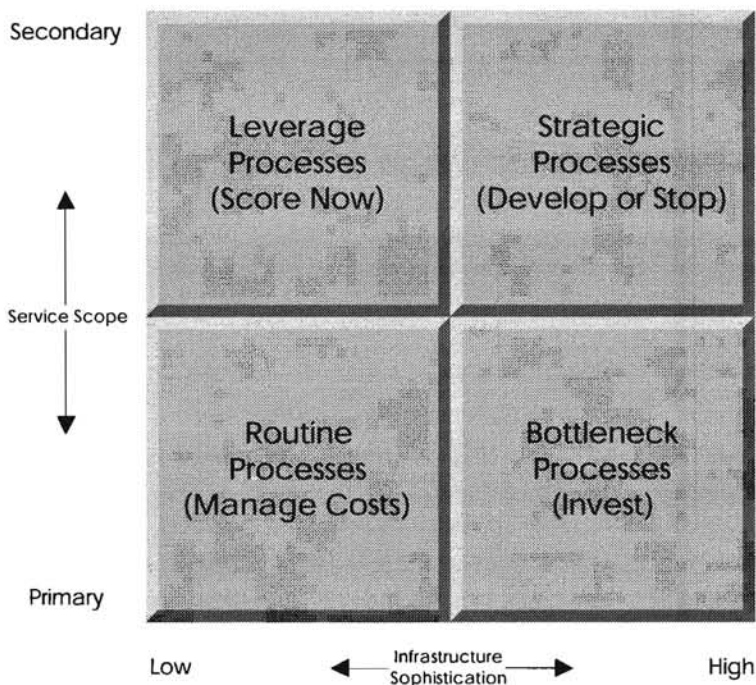 Secondary
Leverage
Processes
(Score Now)
Strategic
Processes
(Develop or Stop)
Service Scope
Routine
Processes
(Manage Costs)
Bottleneck
Processes
(Invest)
Primary
Low
Infrastructure
Sophistication
High